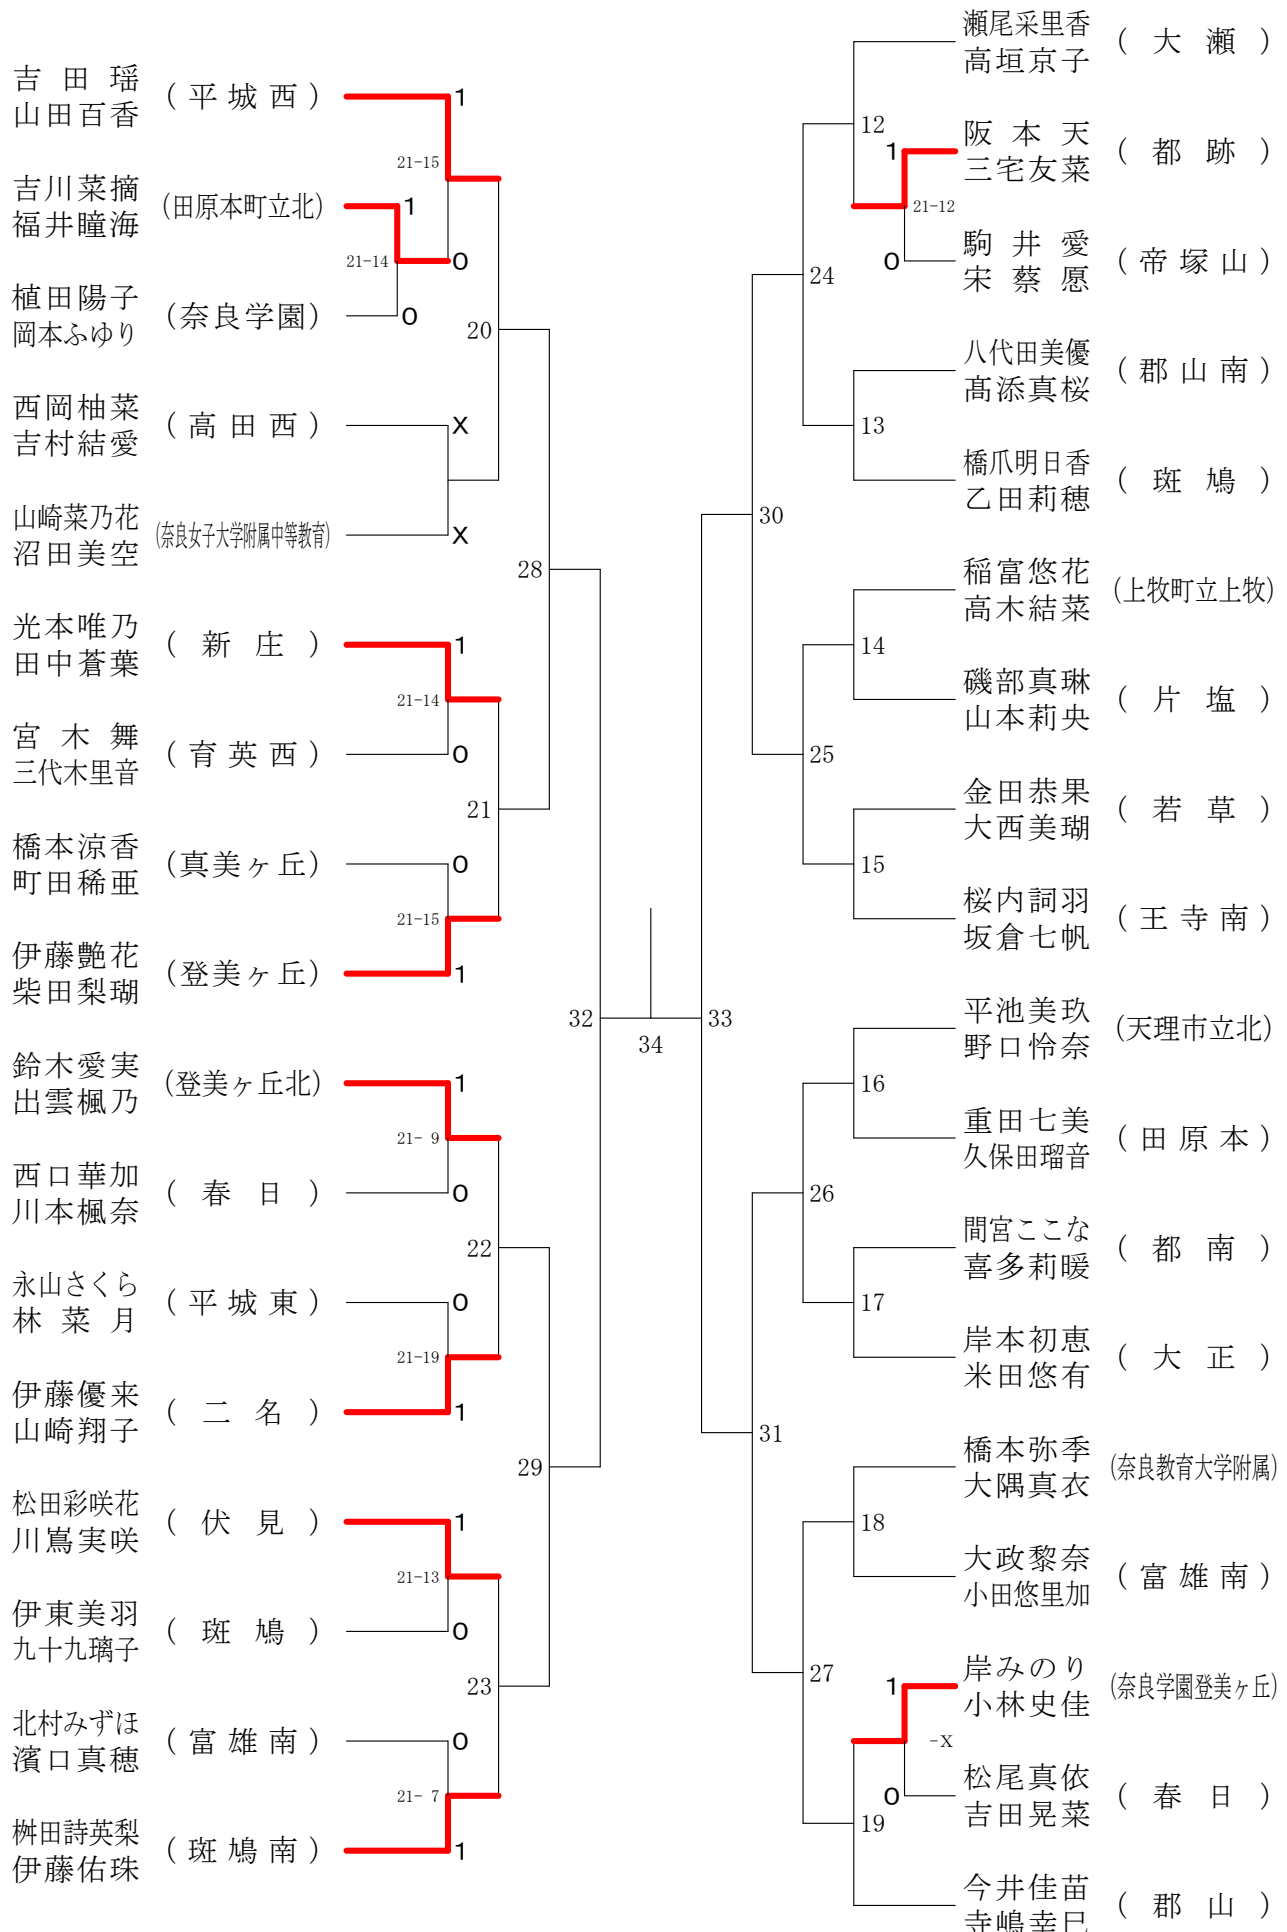 吉田瑶
山田百香
(平城西)
1
21-15
吉川菜摘
福井瞳海
(田原本町立北)
1
21-14
0
植田陽子
岡本ふゆり
(奈良学園)
0
20
西岡柚菜
吉村結愛
(高田西)
X
山崎菜乃花
沼田美空
(奈良女子大学附属中等教育)
X
28
光本唯乃
田中蒼葉
(新庄)
1
21-14
宮木舞
三代木里音
(育英西)
0
21
橋本涼香
町田稀亜
(真美ヶ丘)
0
21-15
伊藤艶花
柴田梨瑚
(登美ヶ丘)
1
32
34
33
鈴木愛実
出雲楓乃
(登美ヶ丘北)
1
21- 9
西口華加
川本楓奈
(春日)
0
22
永山さくら
林菜月
(平城東)
0
21-19
伊藤優来
山崎翔子
(二名)
1
29
松田彩咲花
川嶌実咲
(伏見)
1
21-13
伊東美羽
九十九璃子
(斑鳩)
0
23
北村みずほ
濱口真穂
(富雄南)
0
21- 7
桝田詩英梨
伊藤佑珠
(斑鳩南)
1
瀬尾采里香
高垣京子
(大瀬)
12
1
阪本天
三宅友菜
(都跡)
21-12
0
駒井愛
宋蔡愿
(帝塚山)
24
八代田美優
髙添真桜
(郡山南)
13
橋爪明日香
乙田莉穂
(斑鳩)
30
稲富悠花
高木結菜
(上牧町立上牧)
14
磯部真琳
山本莉央
(片塩)
25
金田恭果
大西美瑚
(若草)
15
桜内詞羽
坂倉七帆
(王寺南)
平池美玖
野口怜奈
(天理市立北)
16
重田七美
久保田瑠音
(田原本)
26
間宮ここな
喜多莉暖
(都南)
17
岸本初恵
米田悠有
(大正)
31
橋本弥季
大隅真衣
(奈良教育大学附属)
18
大政黎奈
小田悠里加
(富雄南)
27
1
岸みのり
小林史佳
(奈良学園登美ヶ丘)
-X
0
松尾真依
吉田晃菜
(春日)
19
今井佳苗
寺嶋幸巳
(郡山)